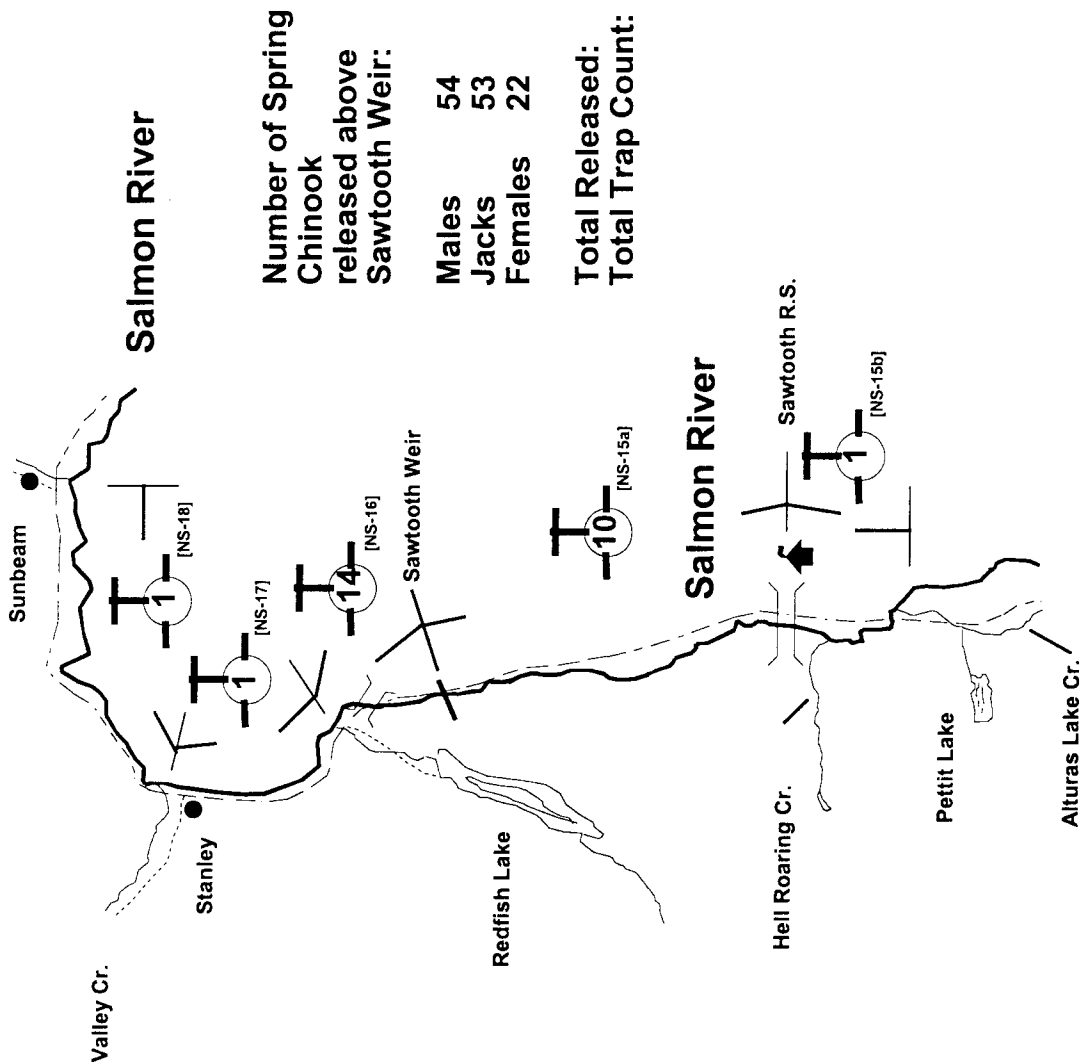 Valley Cr.
Sunbeam
Salmon River
1
[NS-18]
Stanley
1
[NS-17]
14
[NS-16]
Number of Spring
Chinook
released above
Sawtooth Weir:
Males 54
Jacks 53
Females 22
Total Released:
Total Trap Count:
Sawtooth Weir
Redfish Lake
10
[NS-15a]
Salmon River
Sawtooth R.S.
Hell Roaring Cr.
1
[NS-15b]
Pettit Lake
Alturas Lake Cr.